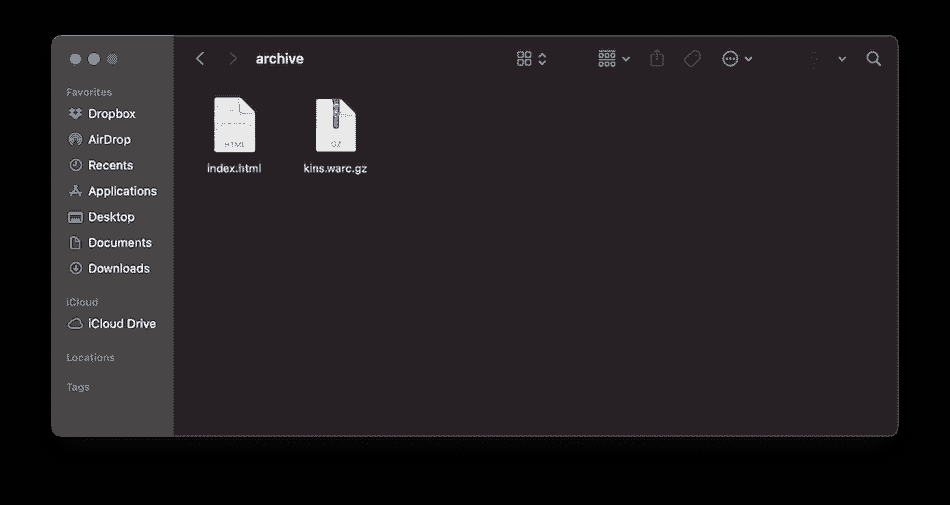 archive
Favorites
Dropbox
AirDrop
Recents
Applications
Desktop
Documents
Downloads
iCloud
iCloud Drive
Locations
Tags
HTML
GZ
index.html
kins.warc.gz